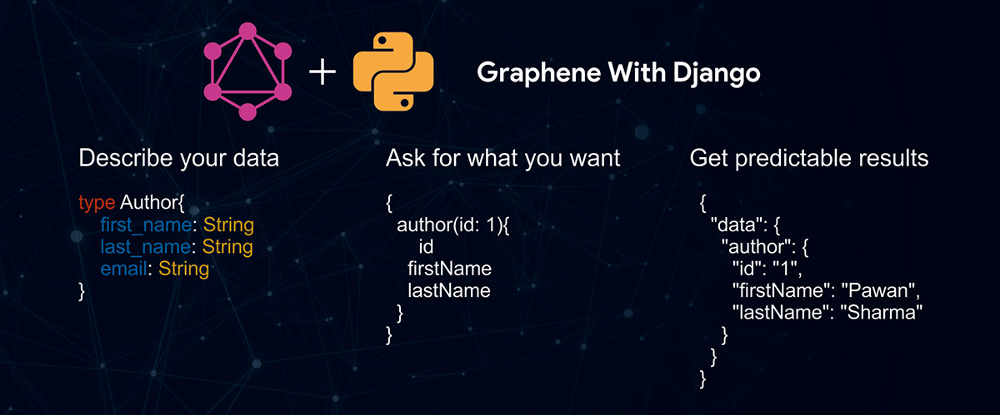 +
Graphene With Django
Describe your data
type Author{
first_name: String
last_name: String
email: String
}
Ask for what you want
{
author(id: 1){
id
firstName
lastName
}
}
Get predictable results
{
"data": {
"author": {
"id": "1",
"firstName": "Pawan",
"lastName": "Sharma"
}
}
}